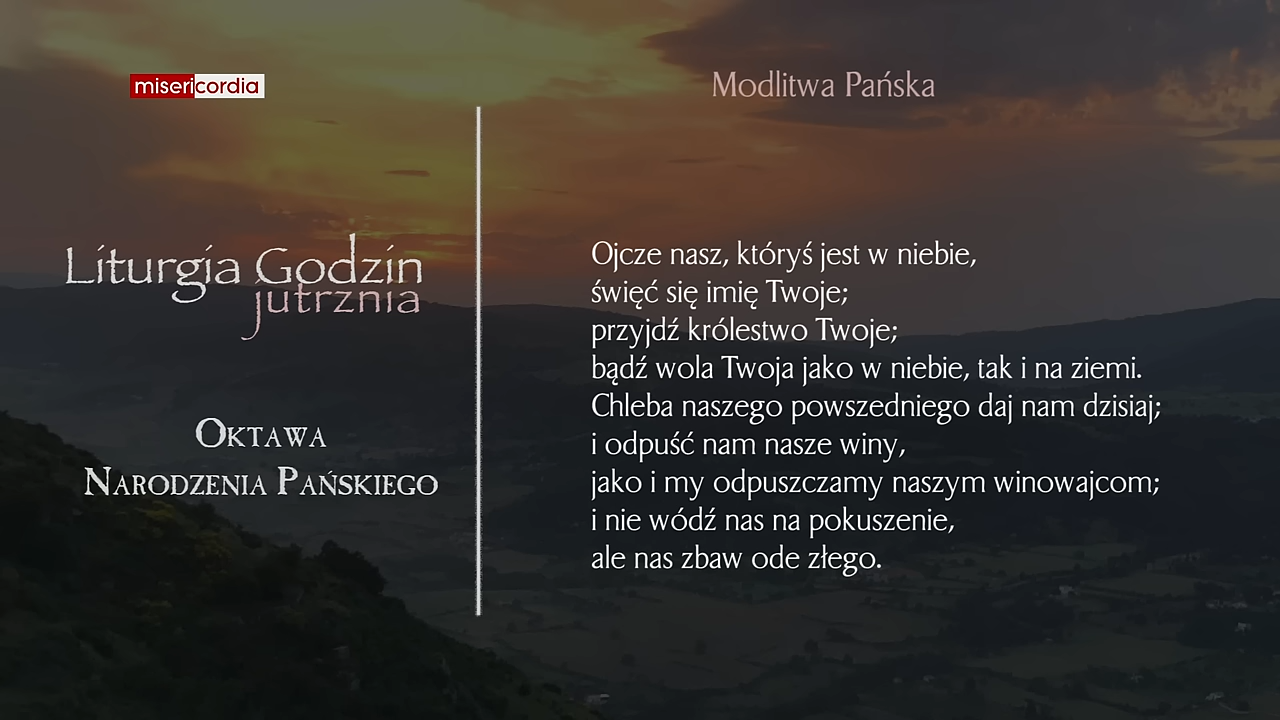 misericordia
Liturgia Godzin
jutrznia
Oktawa
Narodzenia Pańskiego
Modlitwa Pańska
Ojcze nasz, któryś jest w niebie,
święć się imię Twoje;
przyjdź królestwo Twoje;
bądź wola Twoja jako w niebie, tak i na ziemi.
Chleba naszego powszedniego daj nam dzisiaj;
i odpuść nam nasze winy,
jako i my odpuszczamy naszym winowajcom;
i nie wódź nas na pokuszenie,
ale nas zbaw ode złego.